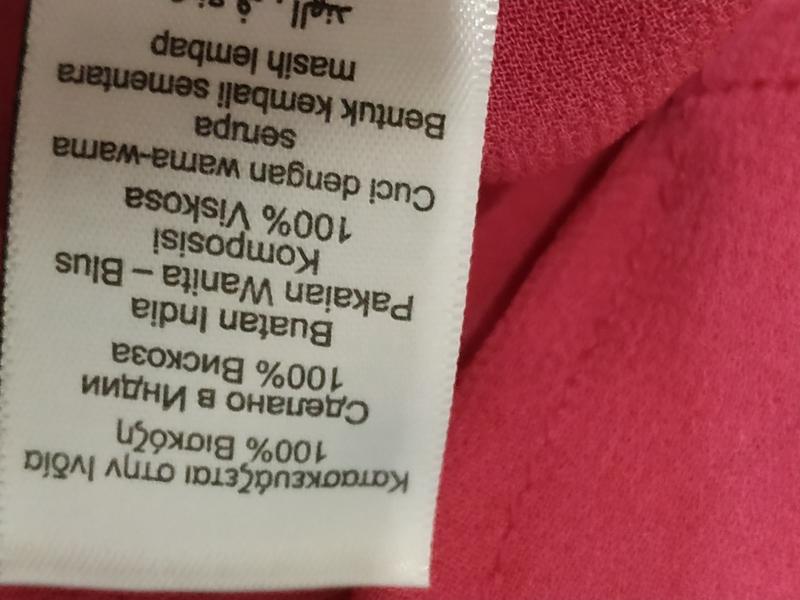 Κατασκευάζεται στην Ινδία
100% Βισκόζη
Сделано в Индии
100% Вискоза
Buatan India
Pakaian Wanita – Blus
Komposisi
100% Viskosa
Cuci dengan warna-warna
serupa
Bentuk kembali sementara
masih lembap
الهند